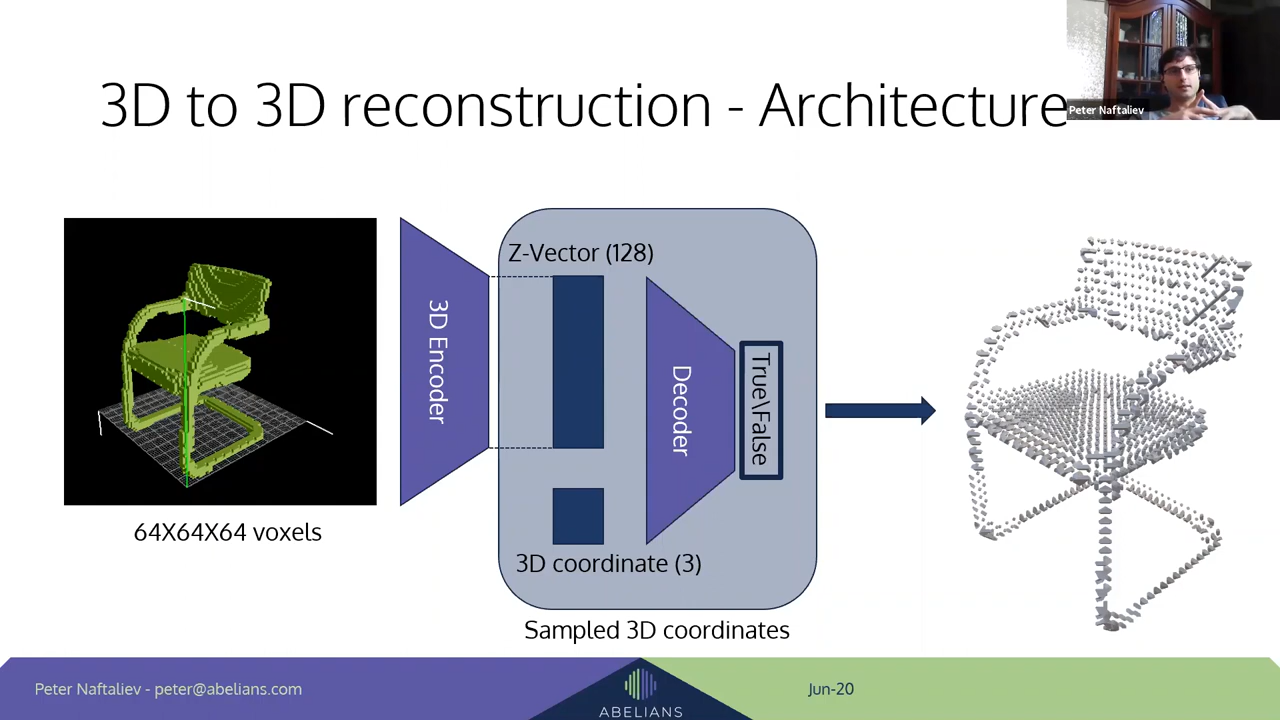 3D to 3D reconstruction - Architecture
Peter Naftaliev
Z-Vector (128)
3D Encoder
Decoder
True\False
64X64X64 voxels
3D coordinate (3)
Sampled 3D coordinates
Peter Naftaliev - peter@abelians.com
ABELIANS
Jun-20